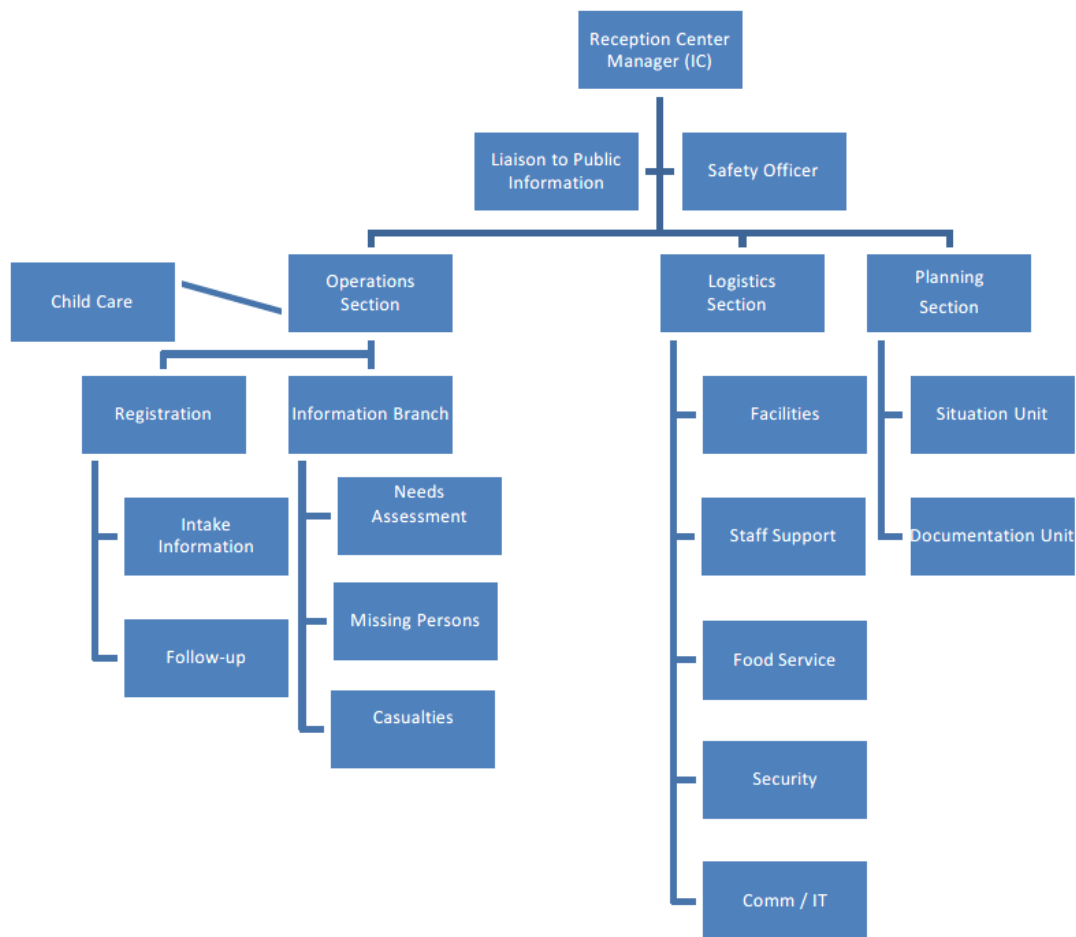 Reception Center
Manager (IC)
Liaison to Public
Information
Safety Officer
Child Care
Operations
Section
Logistics
Section
Planning
Section
Registration
Information Branch
Facilities
Situation Unit
Intake
Information
Needs
Assessment
Staff Support
Documentation Unit
Follow-up
Missing Persons
Food Service
Casualties
Security
Comm / IT